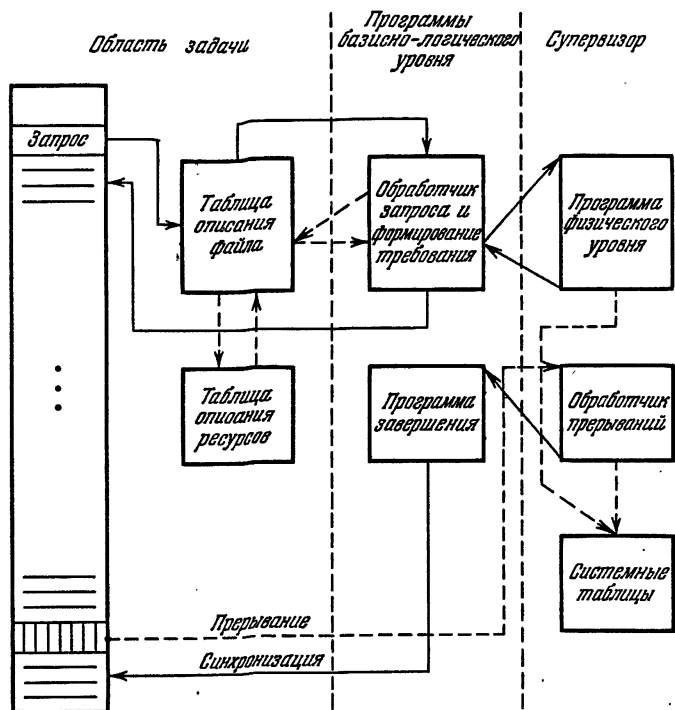 Область задачи
Программы
базисно-логического
уровня
Супервизор
Запрос
Таблица
описания
файла
Обработчик
запроса и
формирование
требования
Программа
физического
уровня
Таблица
описания
ресурсов
Программа
завершения
Обработчик
прерываний
Системные
таблицы
Прерывание
Синхронизация